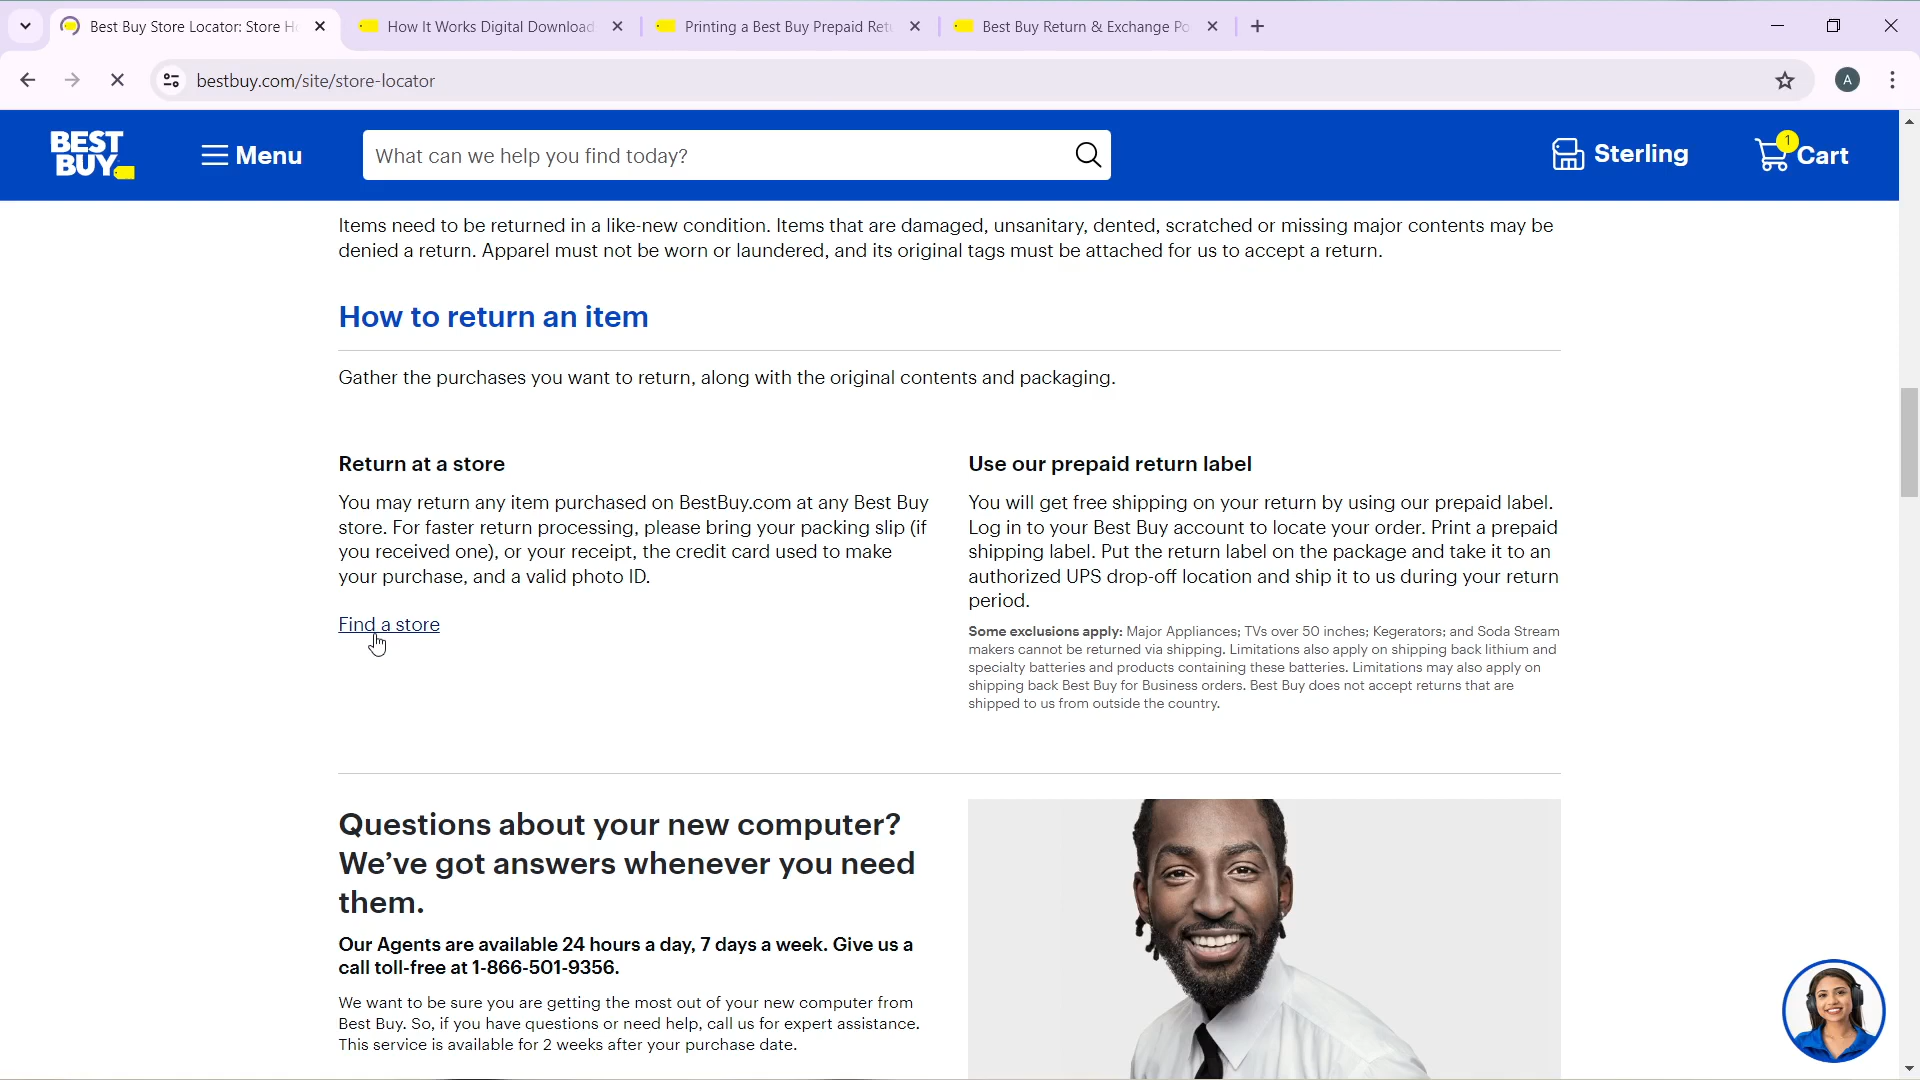 Best Buy Store Locator: Store H
How It Works Digital Download
Printing a Best Buy Prepaid Ret
Best Buy Return & Exchange Po
bestbuy.com/site/store-locator
A
BEST BUY
Menu
What can we help you find today?
Sterling
1
Cart
Items need to be returned in a like-new condition. Items that are damaged, unsanitary, dented, scratched or missing major contents may be
denied a return. Apparel must not be worn or laundered, and its original tags must be attached for us to accept a return.
How to return an item
Gather the purchases you want to return, along with the original contents and packaging.
Return at a store
You may return any item purchased on BestBuy.com at any Best Buy
store. For faster return processing, please bring your packing slip (if
you received one), or your receipt, the credit card used to make
your purchase, and a valid photo ID.
Find a store
Use our prepaid return label
You will get free shipping on your return by using our prepaid label.
Log in to your Best Buy account to locate your order. Print a prepaid
shipping label. Put the return label on the package and take it to an
authorized UPS drop-off location and ship it to us during your return
period.
Some exclusions apply: Major Appliances; TVs over 50 inches; Kegerators; and Soda Stream
makers cannot be returned via shipping. Limitations also apply on shipping back lithium and
specialty batteries and products containing these batteries. Limitations may also apply on
shipping back Best Buy for Business orders. Best Buy does not accept returns that are
shipped to us from outside the country.
Questions about your new computer?
We've got answers whenever you need
them.
Our Agents are available 24 hours a day, 7 days a week. Give us a
call toll-free at 1-866-501-9356.
We want to be sure you are getting the most out of your new computer from
Best Buy. So, if you have questions or need help, call us for expert assistance.
This service is available for 2 weeks after your purchase date.